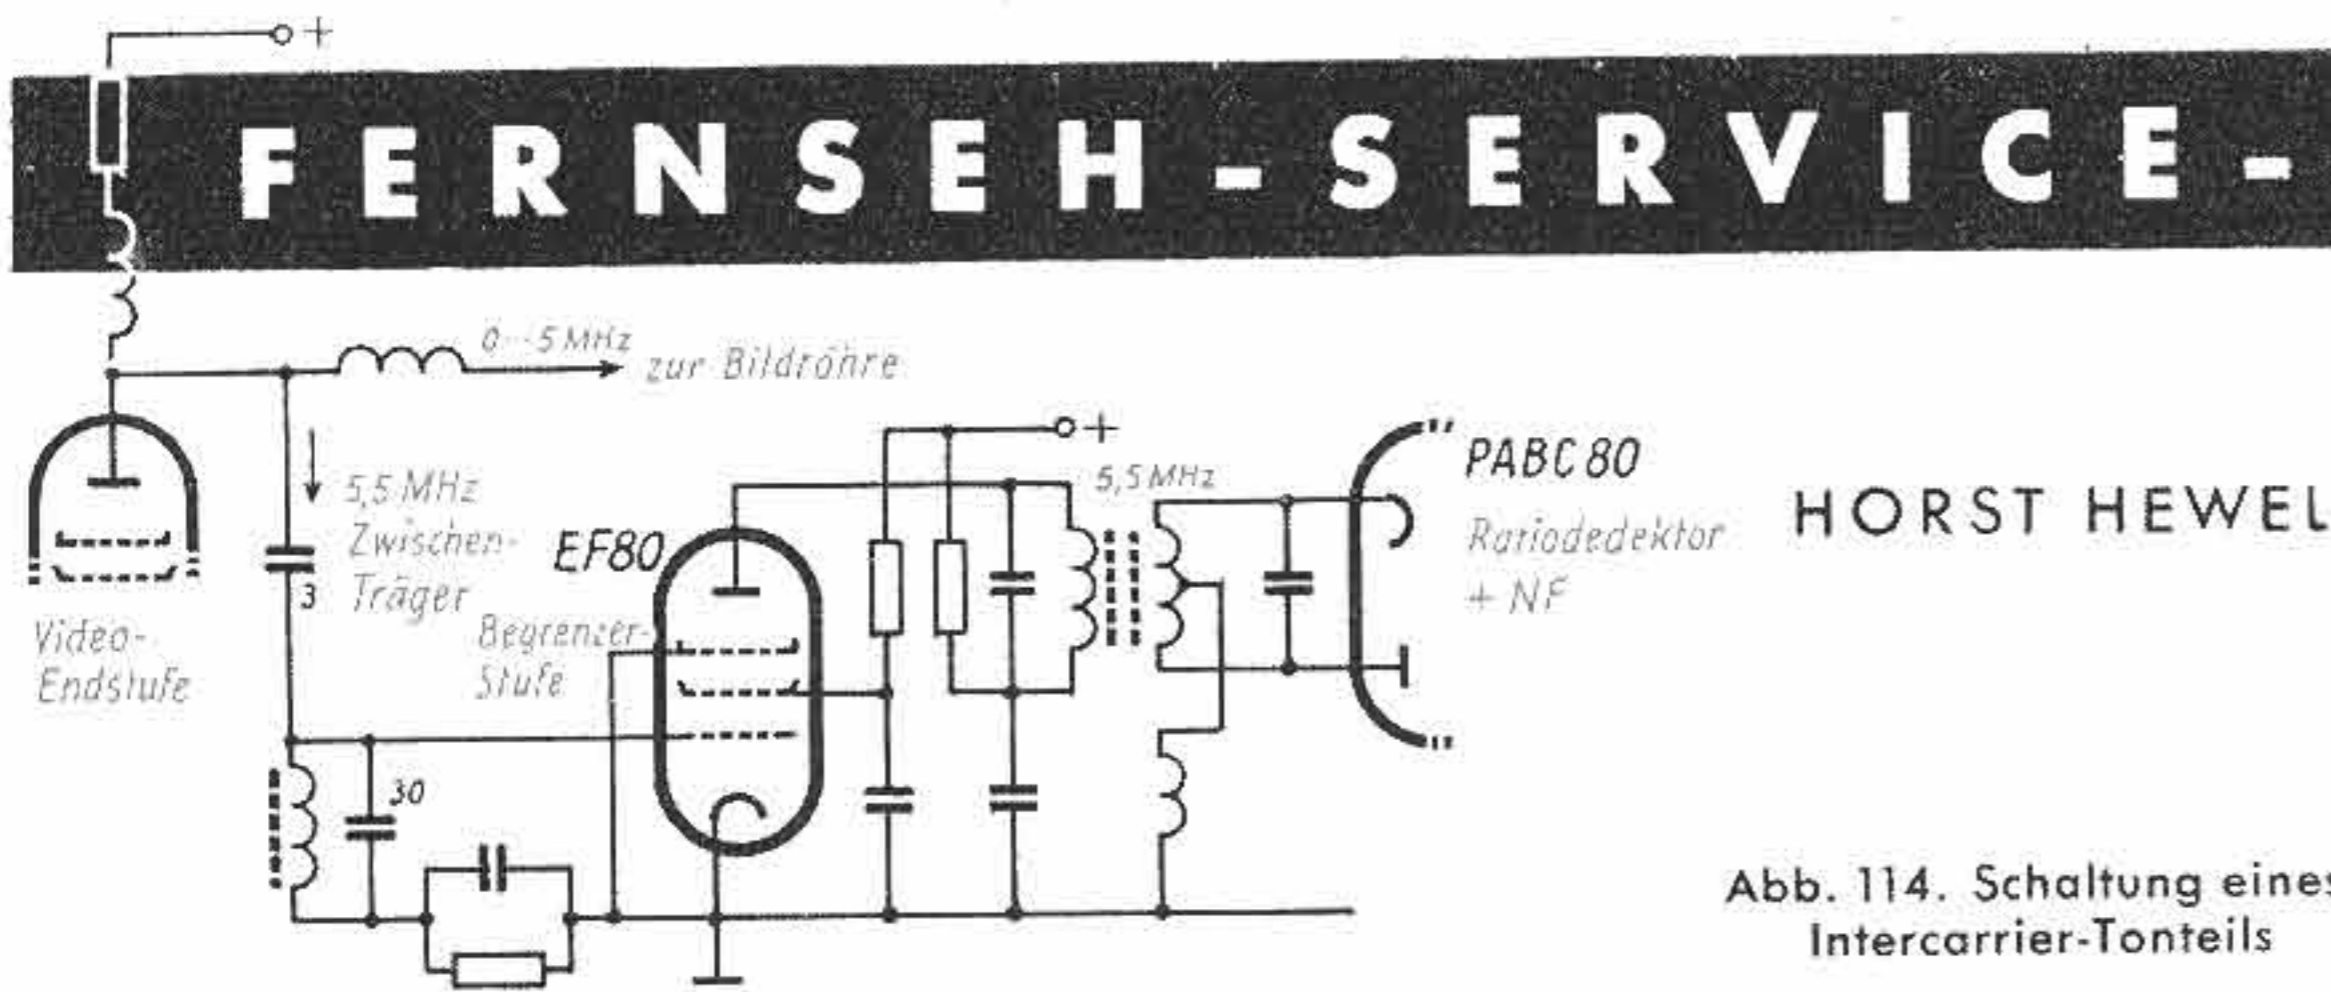 +
FERNSEH-SERVICE-
0---5 MHz
zur Bildröhre
5,5 MHz
Zwischen-
Träger
3
Video-
Endstufe
EF80
Begrenzer-
Stufe
30
+
5,5 MHz
PABC 80
Ratiodedektor
+ NF
HORST HEWEL
Abb. 114. Schaltung eines
Intercarrier-Tonteils